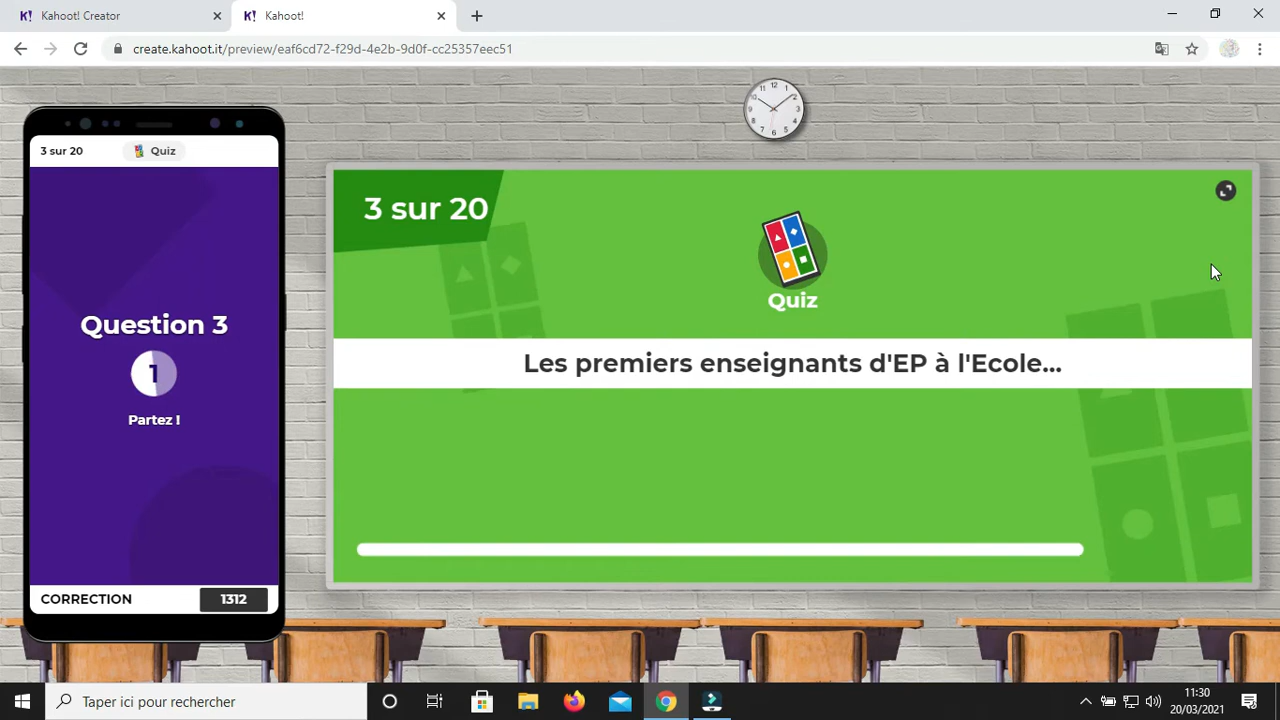 Kahoot! Creator
Kahoot!
create.kahoot.it/preview/eaf6cd72-f29d-4e2b-9d0f-cc25357eec51
3 sur 20
Quiz
Question 3
1
Partez !
CORRECTION
1312
3 sur 20
Quiz
Les premiers enseignants d'EP à l'Ecole...
Taper ici pour rechercher
11:30
20/03/2021